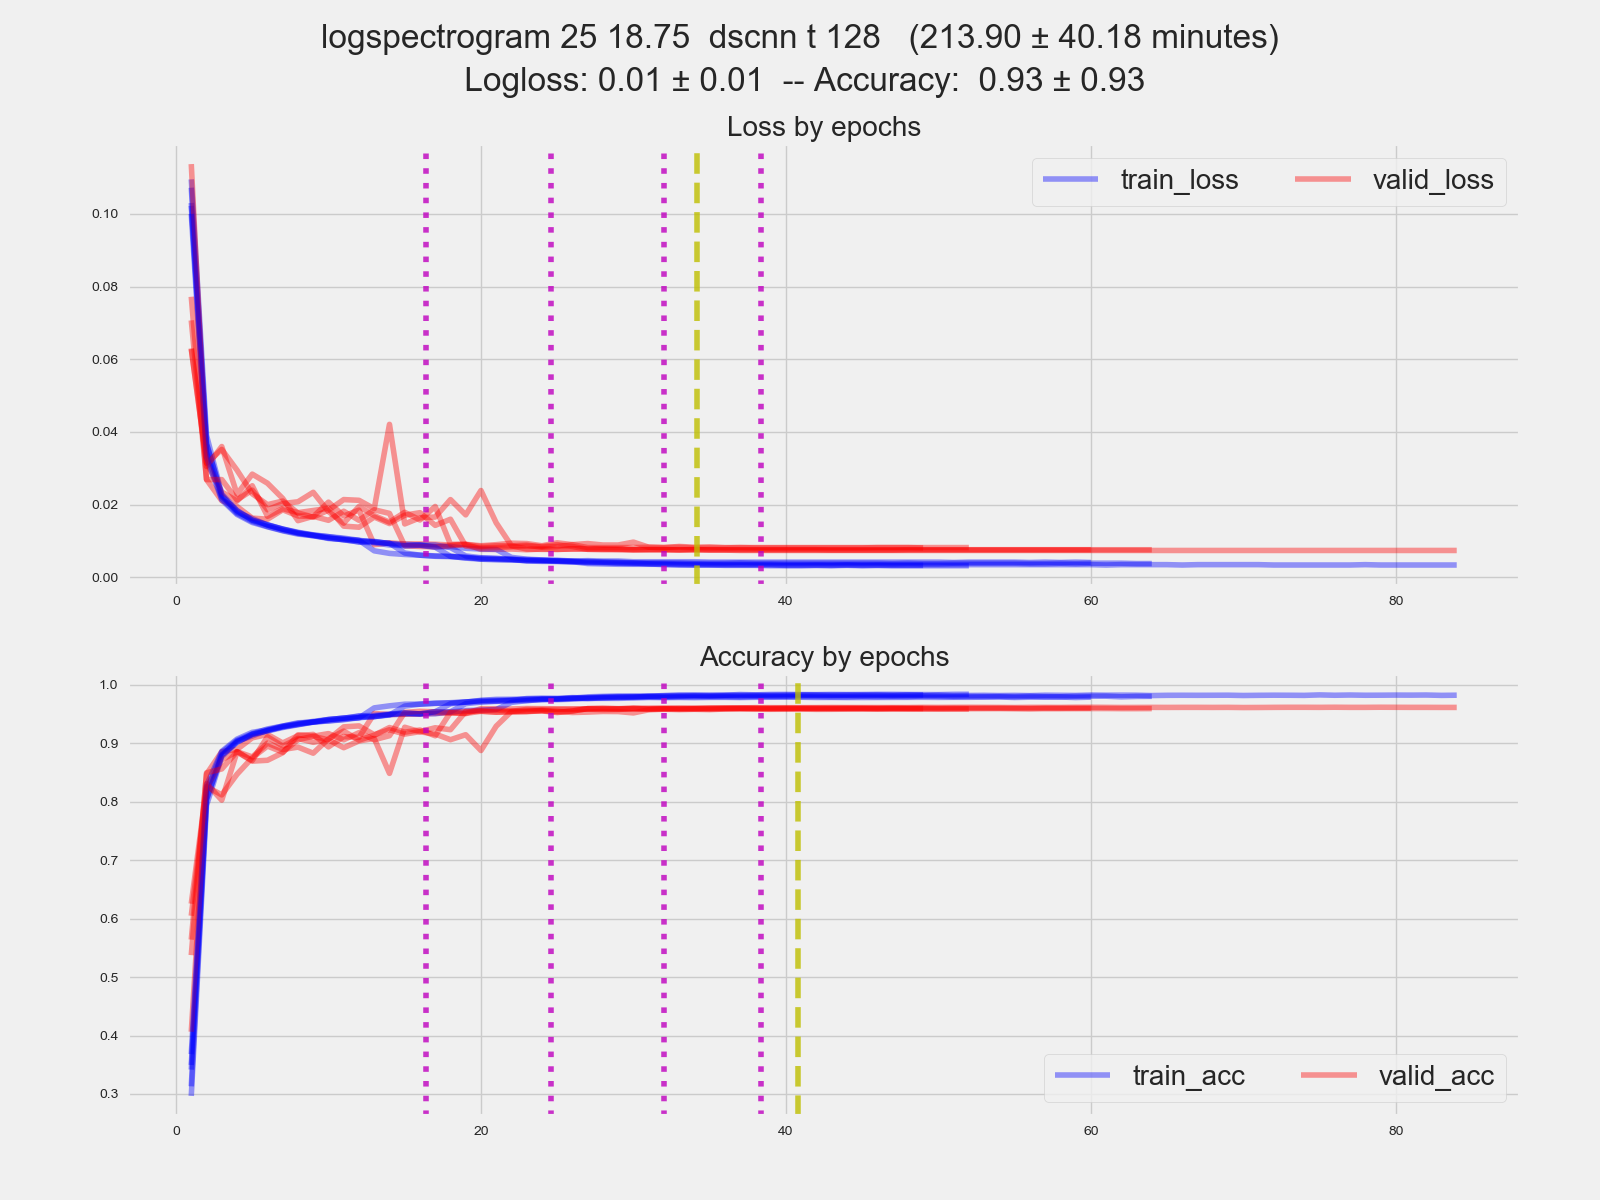 logspectrogram 25 18.75 dscnn t 128 (213.90 ± 40.18 minutes)
Logloss: 0.01 ± 0.01 -- Accuracy: 0.93 ± 0.93
Loss by epochs
train_loss valid_loss
0.10
0.08
0.06
0.04
0.02
0.00
0 20 40 60 80
Accuracy by epochs
1.0
0.9
0.8
0.7
0.6
0.5
0.4
0.3
train_acc valid_acc
0 20 40 60 80